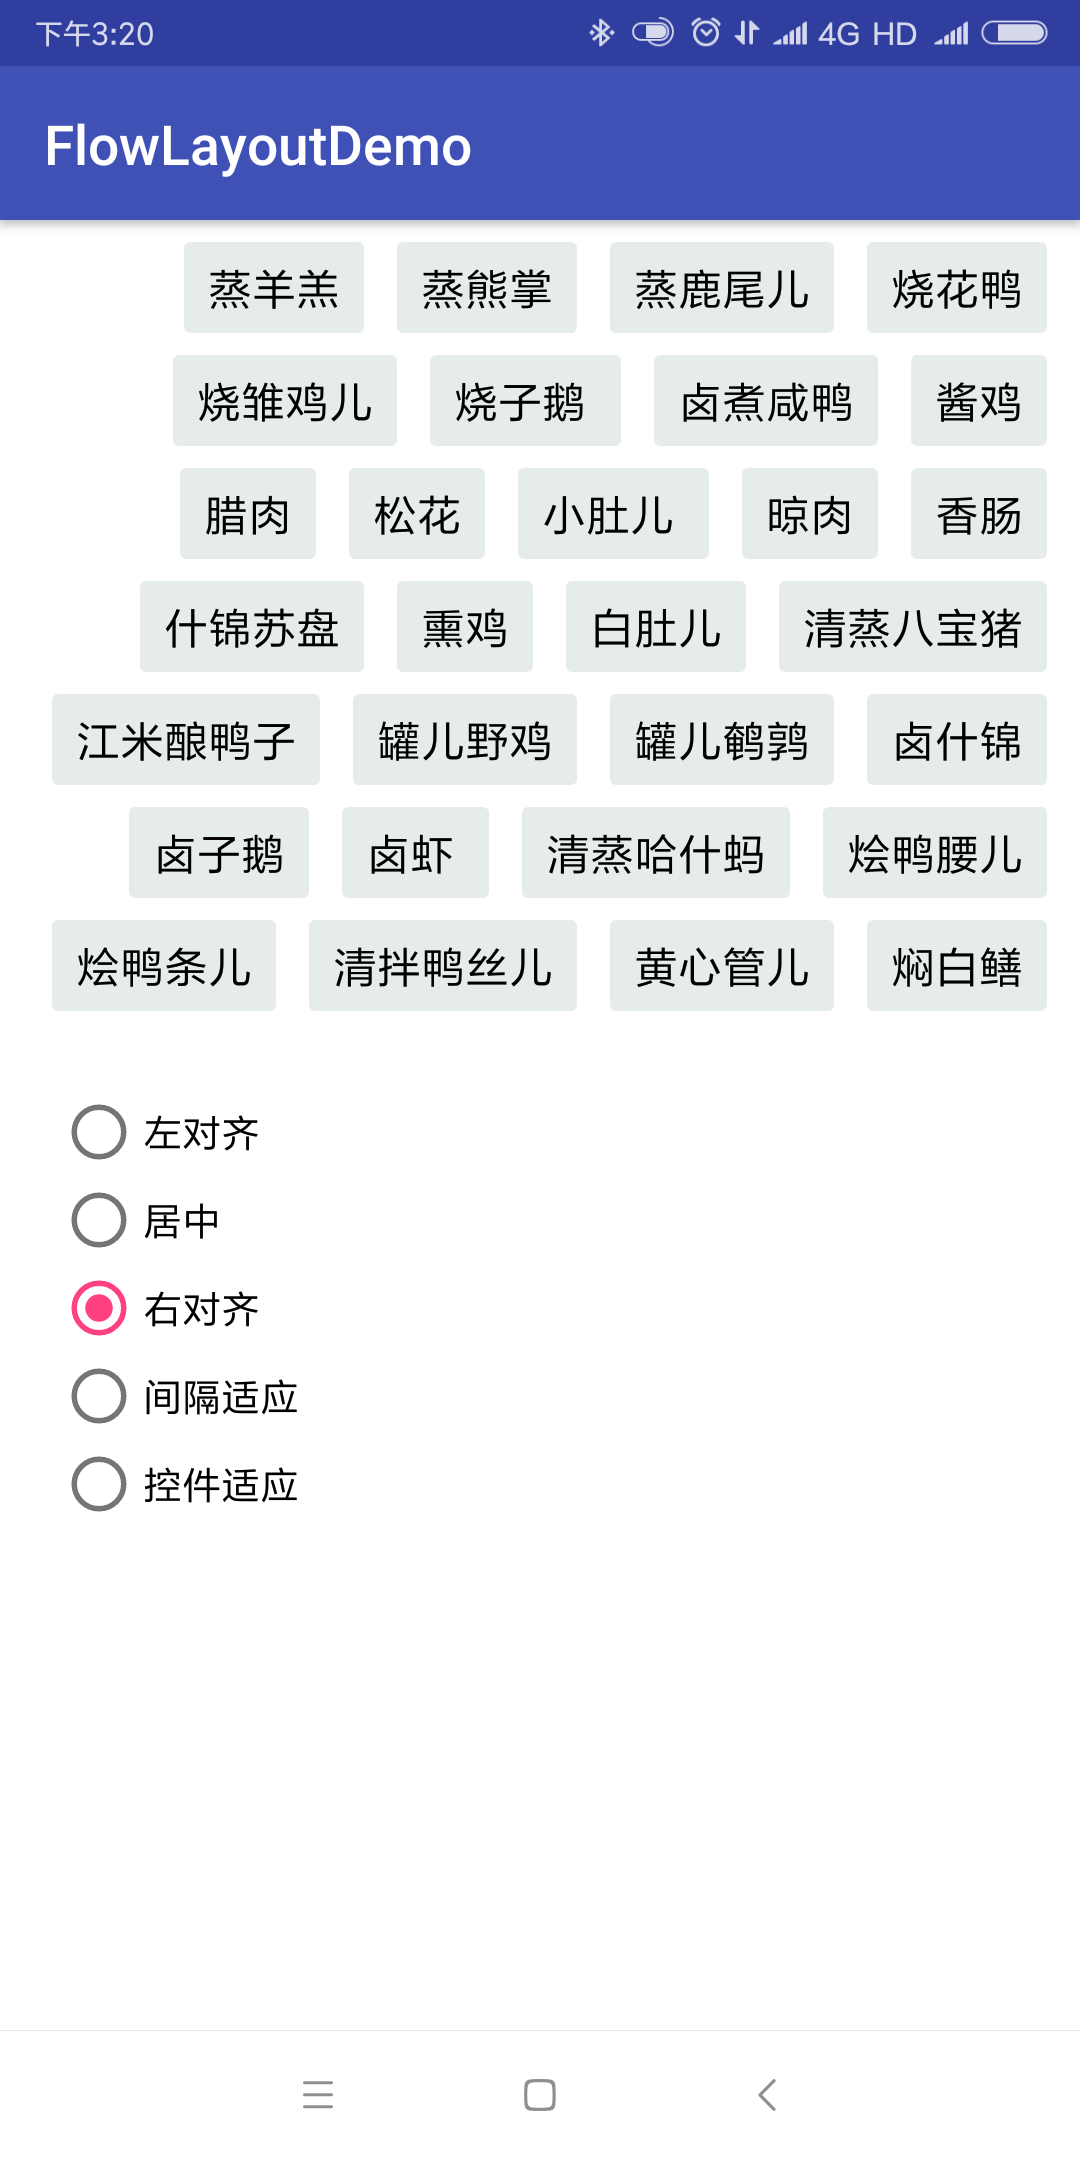 下午3:20 4G HD
FlowLayoutDemo
蒸羊羔 蒸熊掌 蒸鹿尾儿 烧花鸭
烧雏鸡儿 烧子鹅 卤煮咸鸭 酱鸡
腊肉 松花 小肚儿 晾肉 香肠
什锦苏盘 熏鸡 白肚儿 清蒸八宝猪
江米酿鸭子 罐儿野鸡 罐儿鹌鹑 卤什锦
卤子鹅 卤虾 清蒸哈什蚂 烩鸭腰儿
烩鸭条儿 清拌鸭丝儿 黄心管儿 焖白鳝
左对齐
居中
右对齐
间隔适应
控件适应